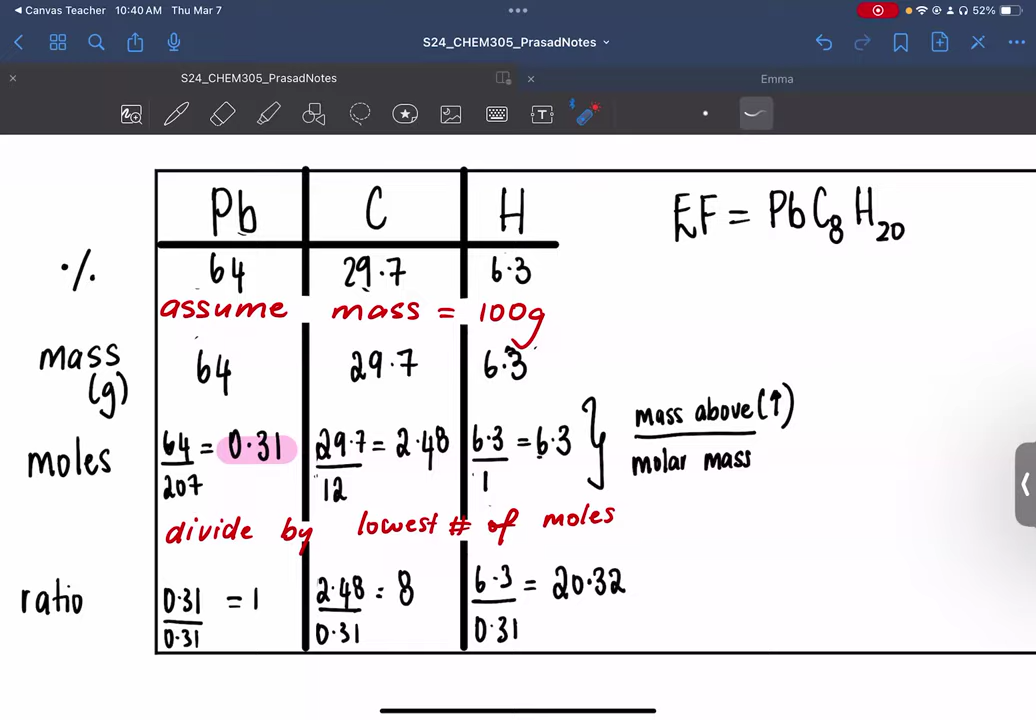 Canvas Teacher 10:40 AM Thu Mar 7 52%
S24_CHEM305_PrasadNotes
S24_CHEM305_PrasadNotes Emma
Pb C H EF = PbC₈H₂₀
·/. 64 29.7 6.3
assume mass = 100g
mass (g) 64 29.7 6.3
moles 64/207 = 0.31 29.7/12 = 2.48 6.3/1 = 6.3 } mass above (↑) / molar mass
divide by lowest # of moles
ratio 0.31/0.31 = 1 2.48/0.31 = 8 6.3/0.31 = 20.32